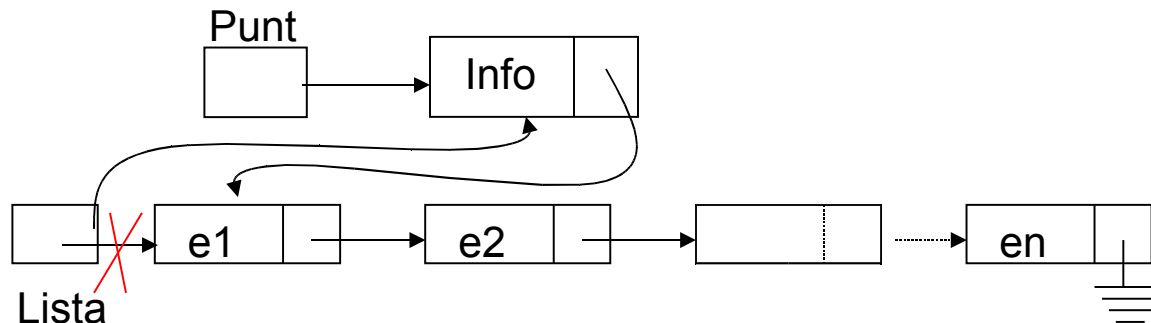 Punt
Info
e1
e2
en
Lista